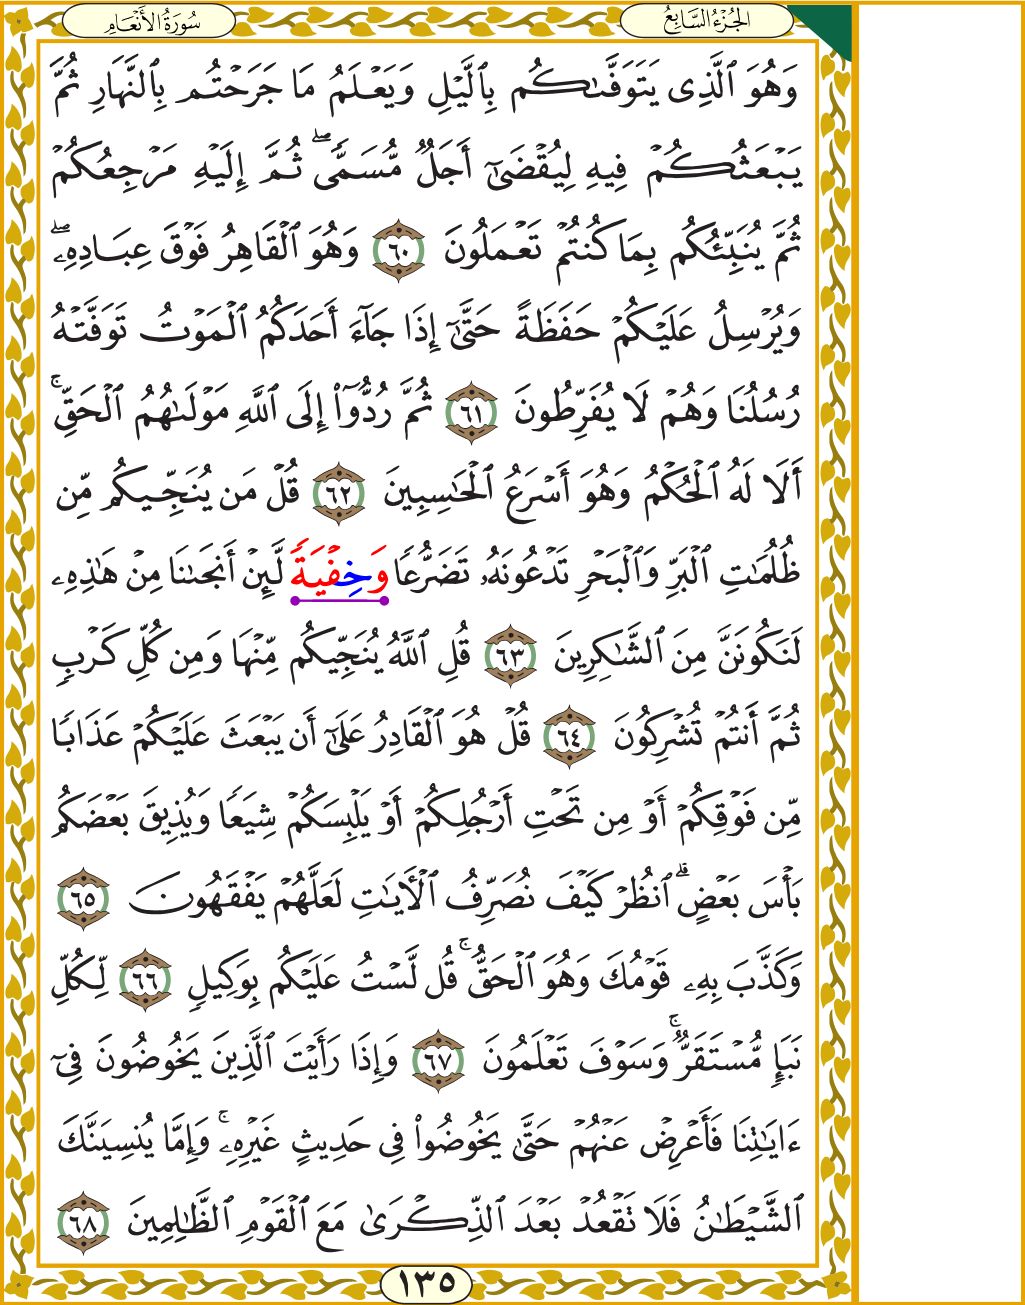 الجُزْءُ السَّابِعُ
سُورَةُ الأَنْعَامِ
وَهُوَ ٱلَّذِى يَتَوَفَّىٰكُم بِٱلَّيْلِ وَيَعْلَمُ مَا جَرَحْتُم بِٱلنَّهَارِ ثُمَّ
يَبْعَثُكُمْ فِيهِ لِيُقْضَىٰٓ أَجَلٌ مُّسَمًّى ۖ ثُمَّ إِلَيْهِ مَرْجِعُكُمْ
ثُمَّ يُنَبِّئُكُم بِمَا كُنتُمْ تَعْمَلُونَ ٦٠ وَهُوَ ٱلْقَاهِرُ فَوْقَ عِبَادِهِۦ ۖ
وَيُرْسِلُ عَلَيْكُمْ حَفَظَةً حَتَّىٰٓ إِذَا جَآءَ أَحَدَكُمُ ٱلْمَوْتُ تَوَفَّتْهُ
رُسُلُنَا وَهُمْ لَا يُفَرِّطُونَ ٦١ ثُمَّ رُدُّوٓا۟ إِلَى ٱللَّهِ مَوْلَىٰهُمُ ٱلْحَقِّ ۚ
أَلَا لَهُ ٱلْحُكْمُ وَهُوَ أَسْرَعُ ٱلْحَٰسِبِينَ ٦٢ قُلْ مَن يُنَجِّيكُم مِّن
ظُلُمَٰتِ ٱلْبَرِّ وَٱلْبَحْرِ تَدْعُونَهُۥ تَضَرُّعًا وَخِفْيَةً لَّئِنْ أَنجَىٰنَا مِنْ هَٰذِهِۦ
لَنَكُونَنَّ مِنَ ٱلشَّٰكِرِينَ ٦٣ قُلِ ٱللَّهُ يُنَجِّيكُم مِّنْهَا وَمِن كُلِّ كَرْبٍ
ثُمَّ أَنتُمْ تُشْرِكُونَ ٦٤ قُلْ هُوَ ٱلْقَادِرُ عَلَىٰٓ أَن يَبْعَثَ عَلَيْكُمْ عَذَابًا
مِّن فَوْقِكُمْ أَوْ مِن تَحْتِ أَرْجُلِكُمْ أَوْ يَلْبِسَكُمْ شِيَعًا وَيُذِيقَ بَعْضَكُم
بَأْسَ بَعْضٍ ۗ ٱنظُرْ كَيْفَ نُصَرِّفُ ٱلْـَٔايَٰتِ لَعَلَّهُمْ يَفْقَهُونَ ٦٥
وَكَذَّبَ بِهِۦ قَوْمُكَ وَهُوَ ٱلْحَقُّ ۚ قُل لَّسْتُ عَلَيْكُم بِوَكِيلٍ ٦٦ لِّكُلِّ
نَبَإٍ مُّسْتَقَرٌّ ۚ وَسَوْفَ تَعْلَمُونَ ٦٧ وَإِذَا رَأَيْتَ ٱلَّذِينَ يَخُوضُونَ فِىٓ
ءَايَٰتِنَا فَأَعْرِضْ عَنْهُمْ حَتَّىٰ يَخُوضُوا۟ فِى حَدِيثٍ غَيْرِهِۦ ۚ وَإِمَّا يُنسِيَنَّكَ
ٱلشَّيْطَٰنُ فَلَا تَقْعُدْ بَعْدَ ٱلذِّكْرَىٰ مَعَ ٱلْقَوْمِ ٱلظَّٰلِمِينَ ٦٨
١٣٥